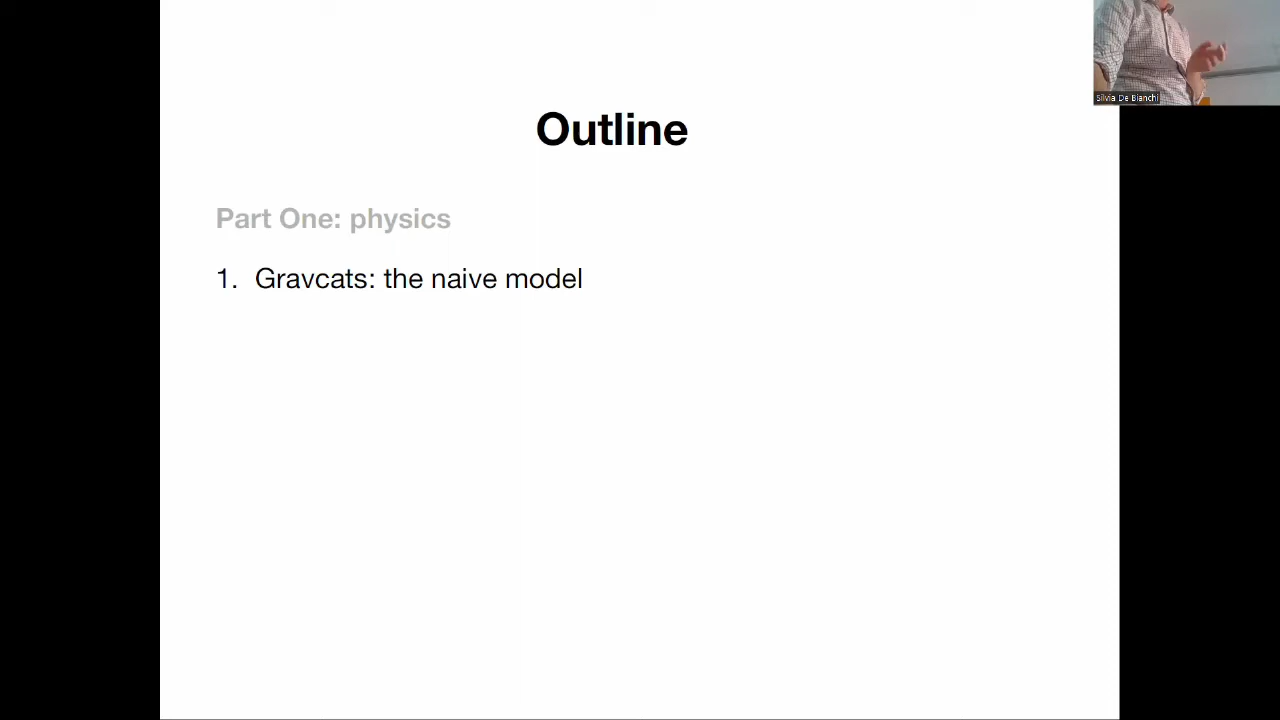 Silvia De Bianchi
Outline
Part One: physics
1. Gravcats: the naive model